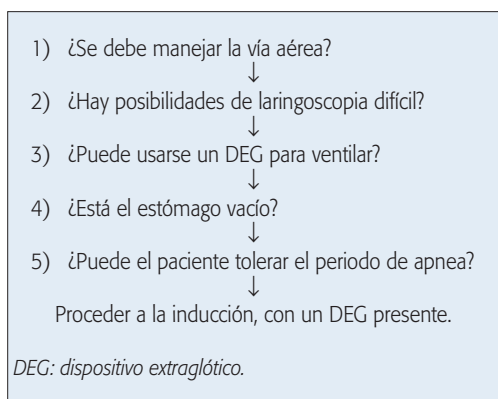 1) ¿Se debe manejar la vía aérea?
↓
2) ¿Hay posibilidades de laringoscopia difícil?
↓
3) ¿Puede usarse un DEG para ventilar?
↓
4) ¿Está el estómago vacío?
↓
5) ¿Puede el paciente tolerar el periodo de apnea?
↓
Proceder a la inducción, con un DEG presente.
DEG: dispositivo extraglótico.